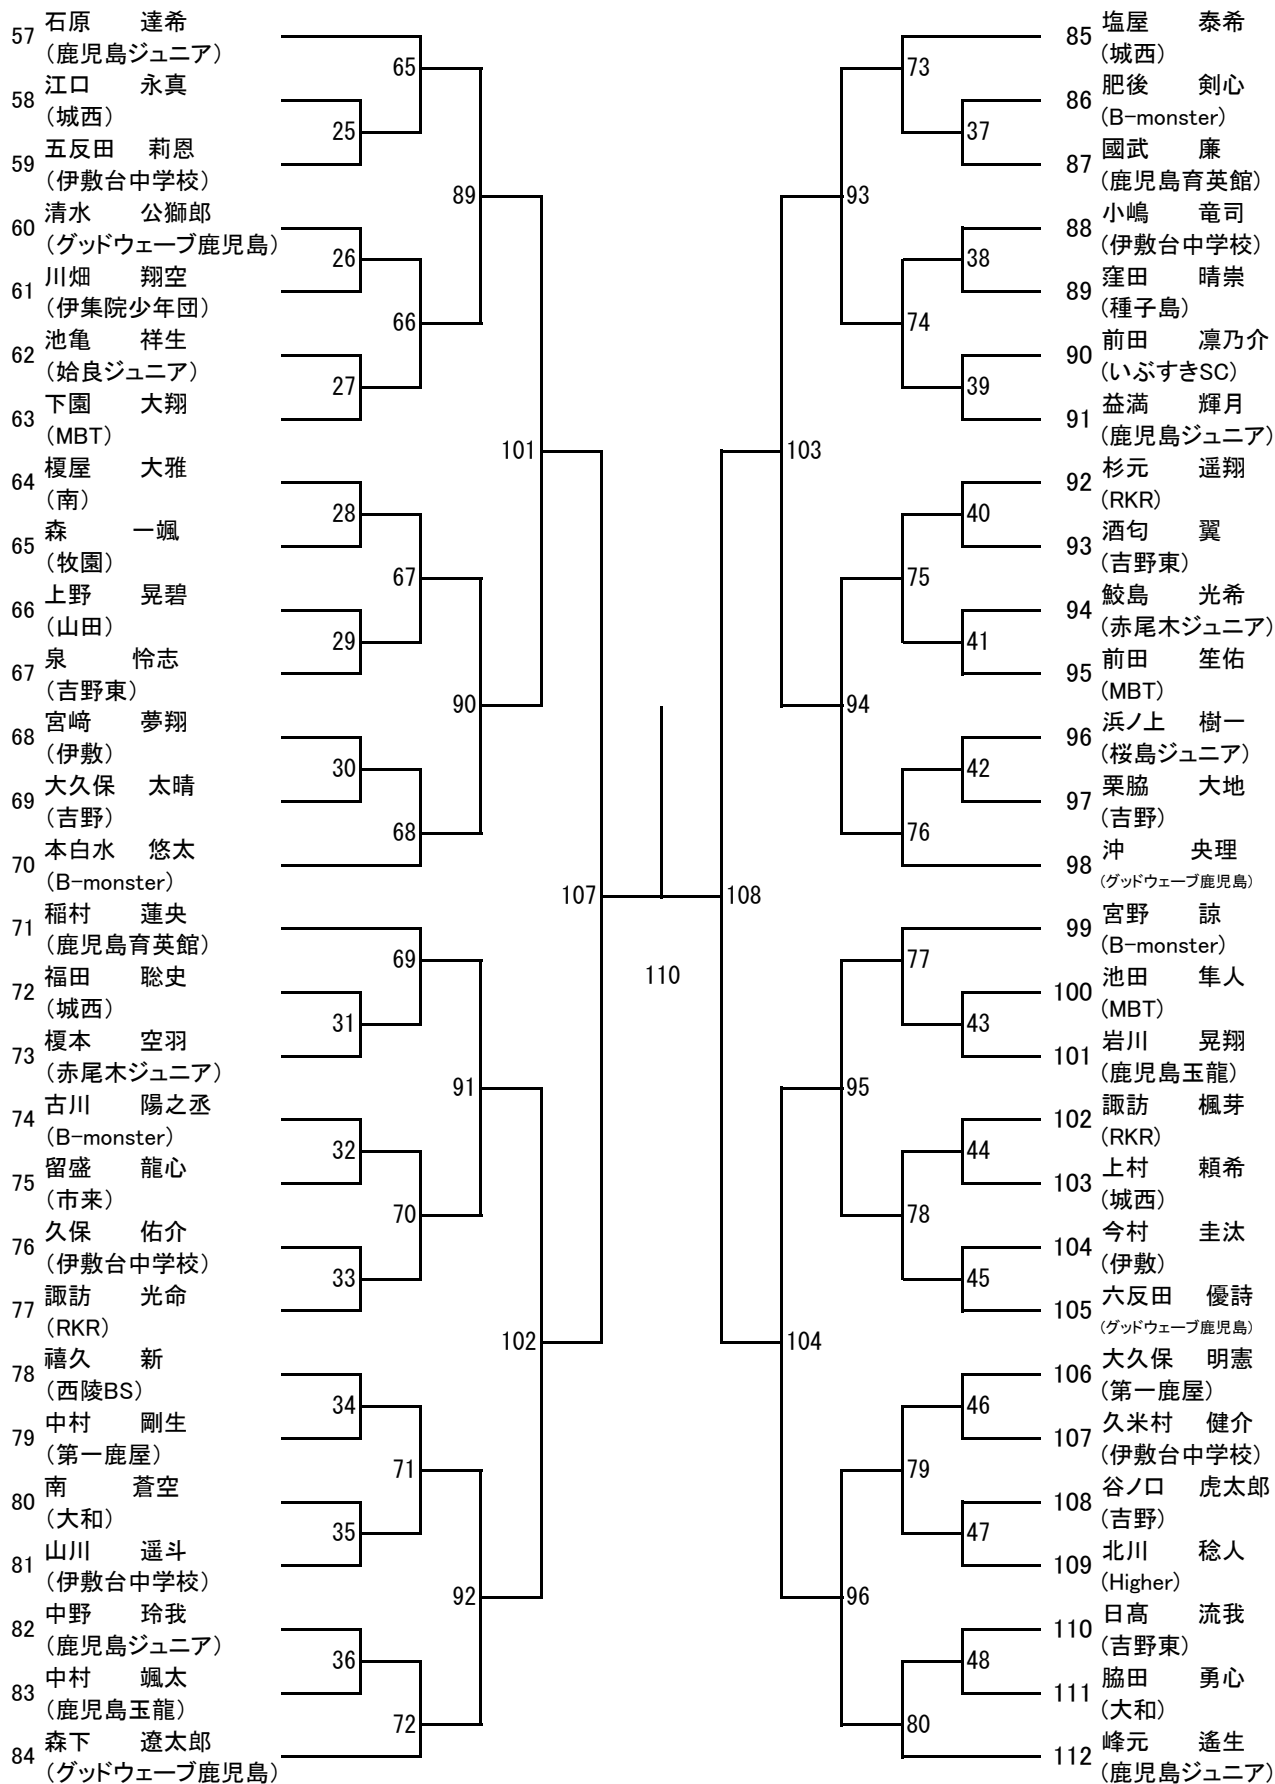 57 石原 達希
(鹿児島ジュニア)
58 江口 永真
(城西)
59 五反田 莉恩
(伊敷台中学校)
60 清水 公獅郎
(グッドウェーブ鹿児島)
61 川畑 翔空
(伊集院少年団)
62 池亀 祥生
(姶良ジュニア)
63 下園 大翔
(MBT)
64 榎屋 大雅
(南)
65 森 一颯
(牧園)
66 上野 晃碧
(山田)
67 泉 怜志
(吉野東)
68 宮﨑 夢翔
(伊敷)
69 大久保 太晴
(吉野)
70 本白水 悠太
(B-monster)
71 稲村 蓮央
(鹿児島育英館)
72 福田 聡史
(城西)
73 榎本 空羽
(赤尾木ジュニア)
74 古川 陽之丞
(B-monster)
75 留盛 龍心
(市来)
76 久保 佑介
(伊敷台中学校)
77 諏訪 光命
(RKR)
78 禧久 新
(西陵BS)
79 中村 剛生
(第一鹿屋)
80 南 蒼空
(大和)
81 山川 遥斗
(伊敷台中学校)
82 中野 玲我
(鹿児島ジュニア)
83 中村 颯太
(鹿児島玉龍)
84 森下 遼太郎
(グッドウェーブ鹿児島)
25
26
27
28
29
30
31
32
33
34
35
36
65
66
67
68
69
70
71
72
89
90
91
92
101
102
107
110
108
103
104
93
94
95
96
73
74
75
76
77
78
79
80
37
38
39
40
41
42
43
44
45
46
47
48
85 塩屋 泰希
(城西)
86 肥後 剣心
(B-monster)
87 國武 廉
(鹿児島育英館)
88 小嶋 竜司
(伊敷台中学校)
89 窪田 晴崇
(種子島)
90 前田 凛乃介
(いぶすきSC)
91 益満 輝月
(鹿児島ジュニア)
92 杉元 遥翔
(RKR)
93 酒匂 翼
(吉野東)
94 鮫島 光希
(赤尾木ジュニア)
95 前田 笙佑
(MBT)
96 浜ノ上 樹一
(桜島ジュニア)
97 栗脇 大地
(吉野)
98 沖 央理
(グッドウェーブ鹿児島)
99 宮野 諒
(B-monster)
100 池田 隼人
(MBT)
101 岩川 晃翔
(鹿児島玉龍)
102 諏訪 楓芽
(RKR)
103 上村 頼希
(城西)
104 今村 圭汰
(伊敷)
105 六反田 優詩
(グッドウェーブ鹿児島)
106 大久保 明憲
(第一鹿屋)
107 久米村 健介
(伊敷台中学校)
108 谷ノ口 虎太郎
(吉野)
109 北川 稔人
(Higher)
110 日髙 流我
(吉野東)
111 脇田 勇心
(大和)
112 峰元 遙生
(鹿児島ジュニア)